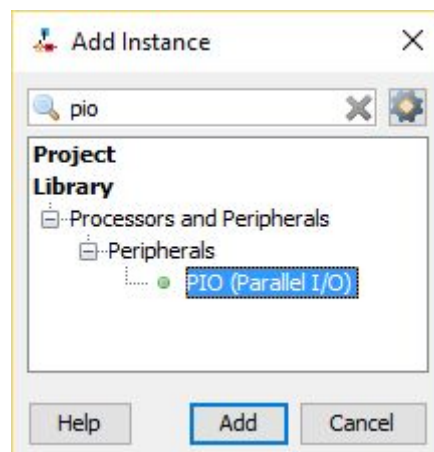 Add Instance
pio
Project
Library
Processors and Peripherals
Peripherals
PIO (Parallel I/O)
Help Add Cancel